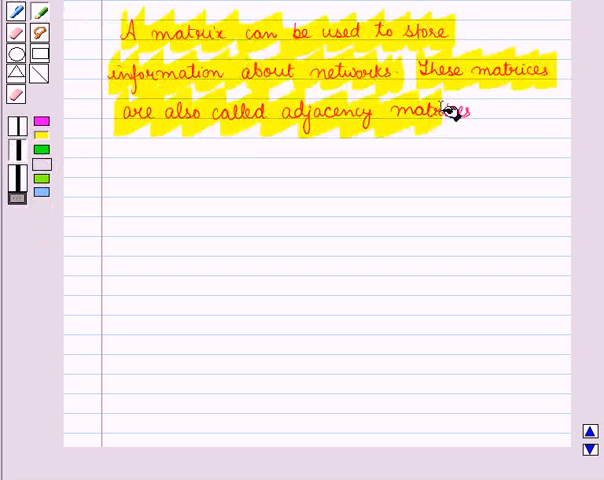 A matrix can be used to store
information about networks. These matrices
are also called adjacency matrices